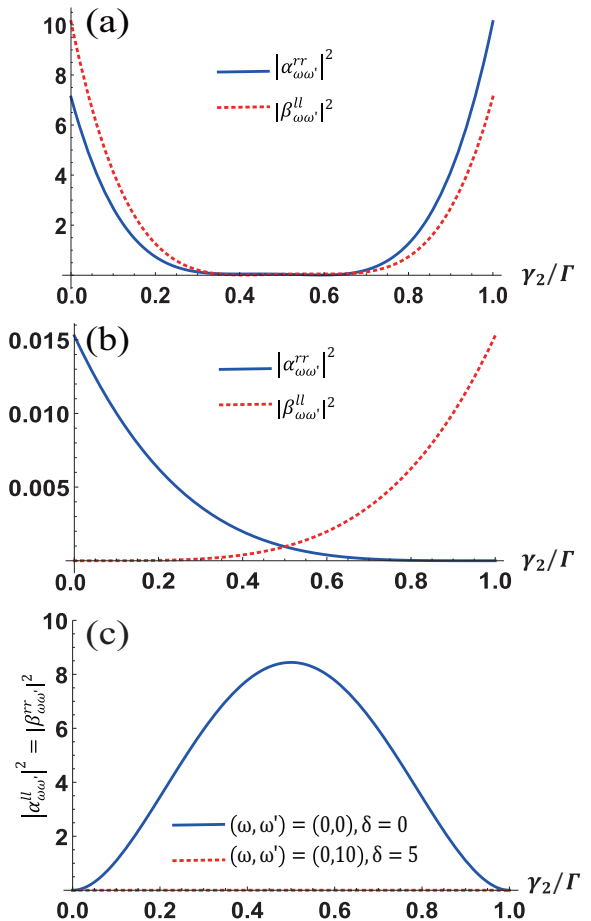 (a)
10
8
6
4
2
|α^{rr}_{ωω'}|^2
|β^{ll}_{ωω'}|^2
0.0 0.2 0.4 0.6 0.8 1.0
γ_2/Γ
(b)
0.015
0.010
0.005
|α^{rr}_{ωω'}|^2
|β^{ll}_{ωω'}|^2
0.0 0.2 0.4 0.6 0.8 1.0
γ_2/Γ
(c)
10
8
6
4
2
|α^{ll}_{ωω'}|^2 = |β^{rr}_{ωω'}|^2
(ω, ω') = (0,0), δ = 0
(ω, ω') = (0,10), δ = 5
0.0 0.2 0.4 0.6 0.8 1.0
γ_2/Γ